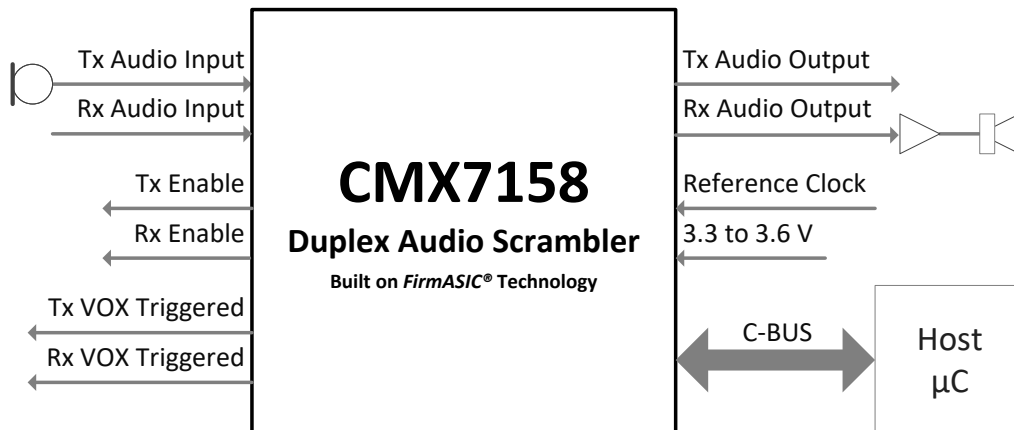 Tx Audio Input
Rx Audio Input
Tx Enable
Rx Enable
Tx VOX Triggered
Rx VOX Triggered
CMX7158
Duplex Audio Scrambler
Built on FirmASIC® Technology
Tx Audio Output
Rx Audio Output
Reference Clock
3.3 to 3.6 V
C-BUS
Host
µC